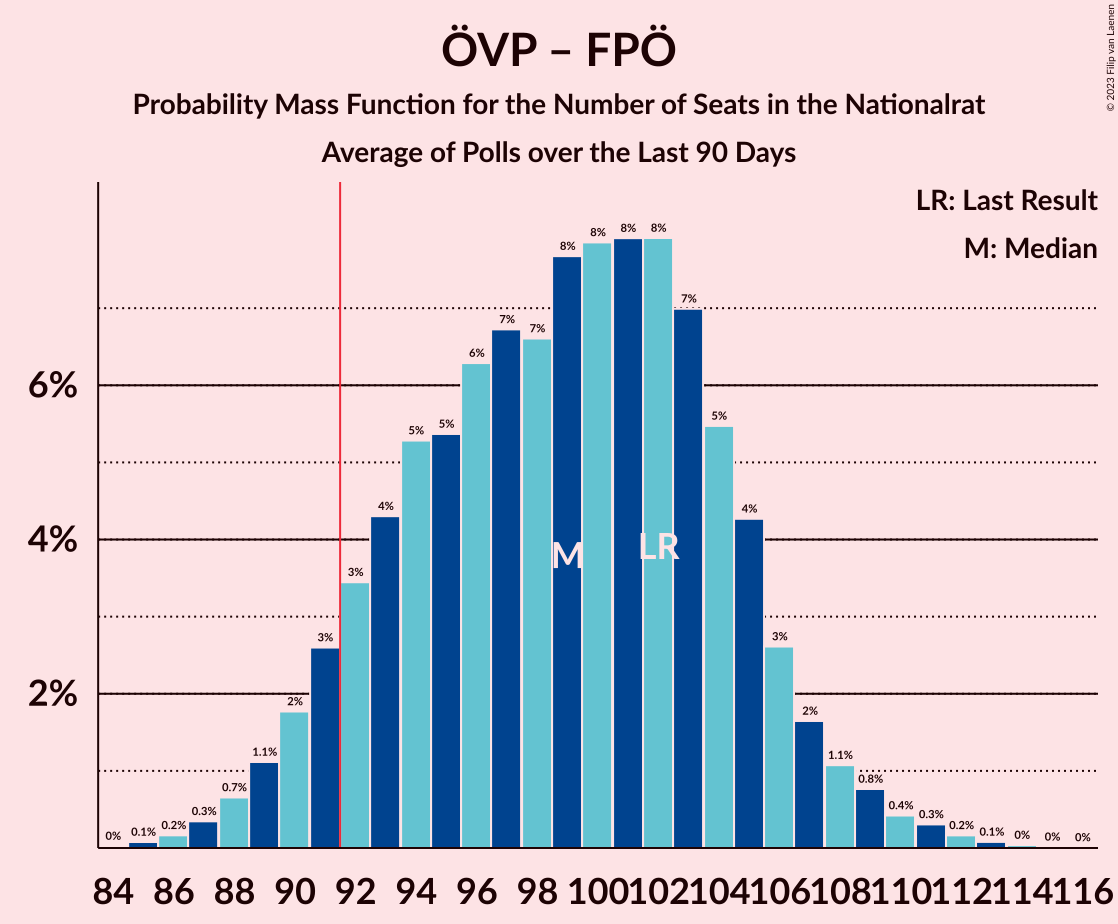 ÖVP – FPÖ
Probability Mass Function for the Number of Seats in the Nationalrat
Average of Polls over the Last 90 Days
© 2023 Filip van Laenen
LR: Last Result
M: Median
6%
4%
2%
0% 0.1% 0.2% 0.3% 0.7% 1.1% 2% 3% 3% 4% 5% 5% 6% 7% 7% 8% 8% 8% 8% 7% 5% 4% 3% 2% 1.1% 0.8% 0.4% 0.3% 0.2% 0.1% 0% 0% 0%
M LR
84 86 88 90 92 94 96 98 100 102 104 106 108 110 112 114 116